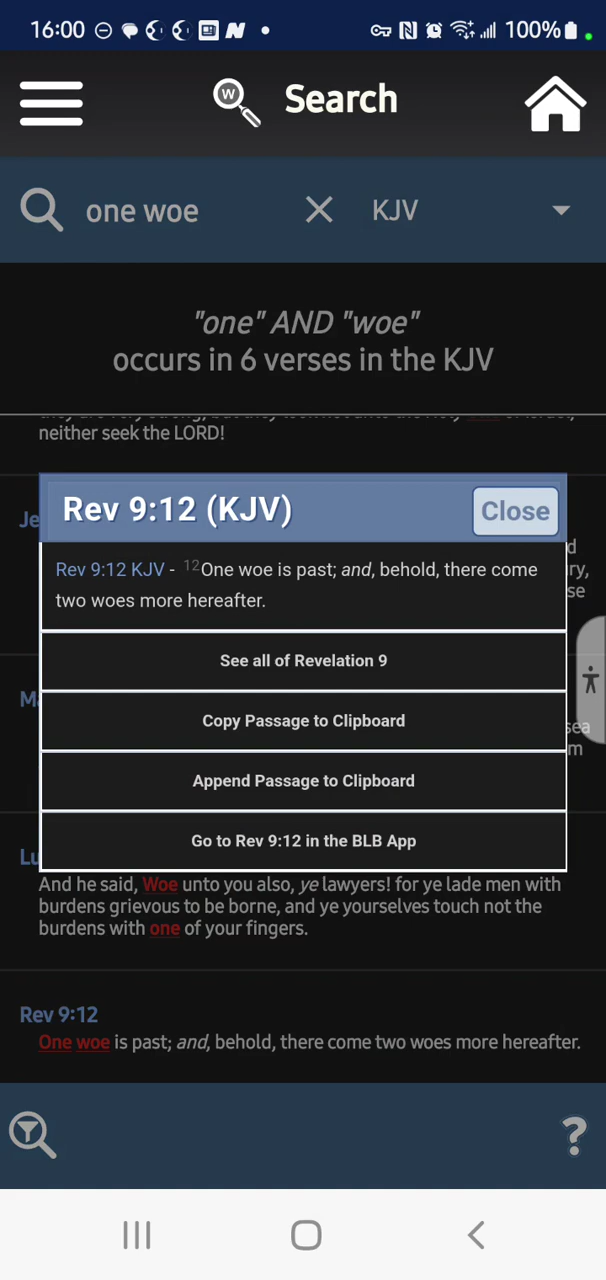 16:00
100%
Search
one woe
KJV
"one" AND "woe"
occurs in 6 verses in the KJV
neither seek the LORD!
Rev 9:12 (KJV)
Close
Rev 9:12 KJV - 12One woe is past; and, behold, there come
two woes more hereafter.
See all of Revelation 9
Copy Passage to Clipboard
Append Passage to Clipboard
Go to Rev 9:12 in the BLB App
And he said, Woe unto you also, ye lawyers! for ye lade men with
burdens grievous to be borne, and ye yourselves touch not the
burdens with one of your fingers.
Rev 9:12
One woe is past; and, behold, there come two woes more hereafter.